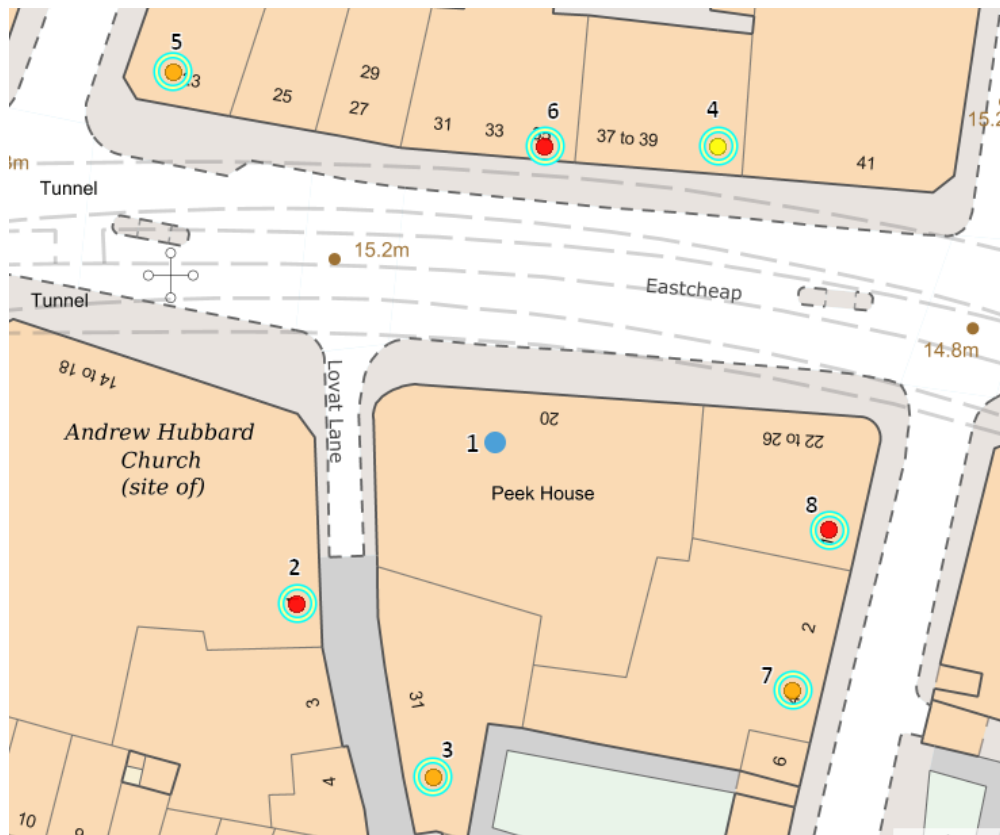 5
25
29
27
31
33
6
37 to 39
4
41
15.2
Tunnel
15.2m
Tunnel
Eastcheap
14.8m
14 to 18
Lovat Lane
Andrew Hubbard
Church
(site of)
20
1
22 to 26
Peek House
8
2
2
7
31
3
3
4
6
10